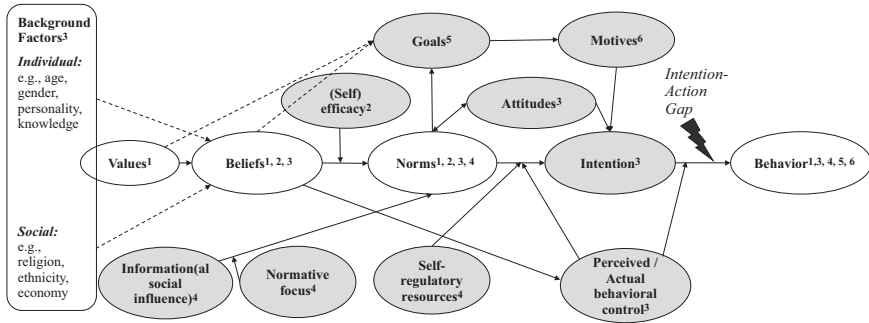 Background
Factors³
Individual:
e.g., age,
gender,
personality,
knowledge
Social:
e.g.,
religion,
ethnicity,
economy
Goals⁵
Motives⁶
(Self)
efficacy²
Attitudes³
Intention-
Action
Gap
Values¹
Beliefs¹, ², ³
Norms¹, ², ³, ⁴
Intention³
Behavior¹,³, ⁴, ⁵, ⁶
Information(al
social
influence)⁴
Normative
focus⁴
Self-
regulatory
resources⁴
Perceived /
Actual
behavioral
control³